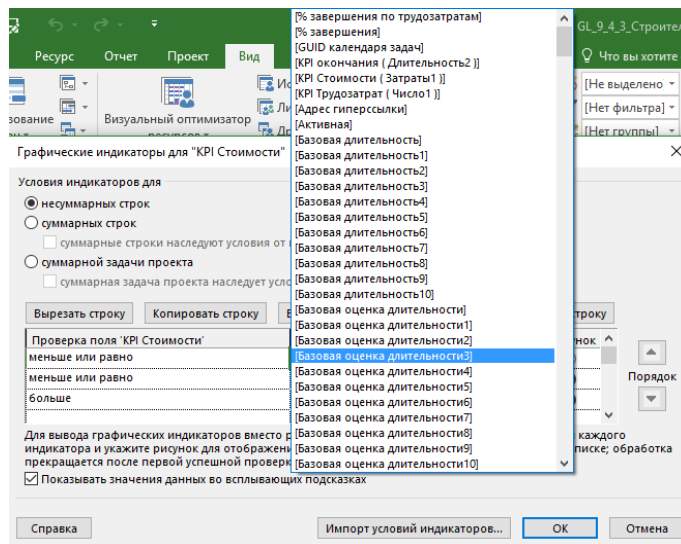 GL_9_4_3_Строител
Ресурс Отчет Проект Вид Что вы хотите
[Не выделено
[Нет фильтра]
[Нет группы]
Визуальный оптимизатор
ресурсов
Графические индикаторы для "KPI Стоимости"
Условия индикаторов для
несуммарных строк
суммарных строк
суммарные строки наследуют условия от
суммарной задачи проекта
суммарная задача проекта наследует
Вырезать строку Копировать строку
Проверка поля 'KPI Стоимости'
меньше или равно
меньше или равно
больше
Порядок
Для вывода графических индикаторов вместо каждого
индикатора и укажите рисунок для отображен писке; обработка
прекращается после первой успешной проверк
Показывать значения данных во всплывающих подсказках
Справка Импорт условий индикаторов... ОК Отмена
[% завершения по трудозатратам]
[% завершения]
[GUID календаря задач]
[KPI окончания ( Длительность2 )]
[KPI Стоимости ( Затраты1 )]
[KPI Трудозатрат ( Число1 )]
[Адрес гиперссылки]
[Активная]
[Базовая длительность]
[Базовая длительность1]
[Базовая длительность2]
[Базовая длительность3]
[Базовая длительность4]
[Базовая длительность5]
[Базовая длительность6]
[Базовая длительность7]
[Базовая длительность8]
[Базовая длительность9]
[Базовая длительность10]
[Базовая оценка длительности]
[Базовая оценка длительности1]
[Базовая оценка длительности2]
[Базовая оценка длительности3]
[Базовая оценка длительности4]
[Базовая оценка длительности5]
[Базовая оценка длительности6]
[Базовая оценка длительности7]
[Базовая оценка длительности8]
[Базовая оценка длительности9]
[Базовая оценка длительности10]